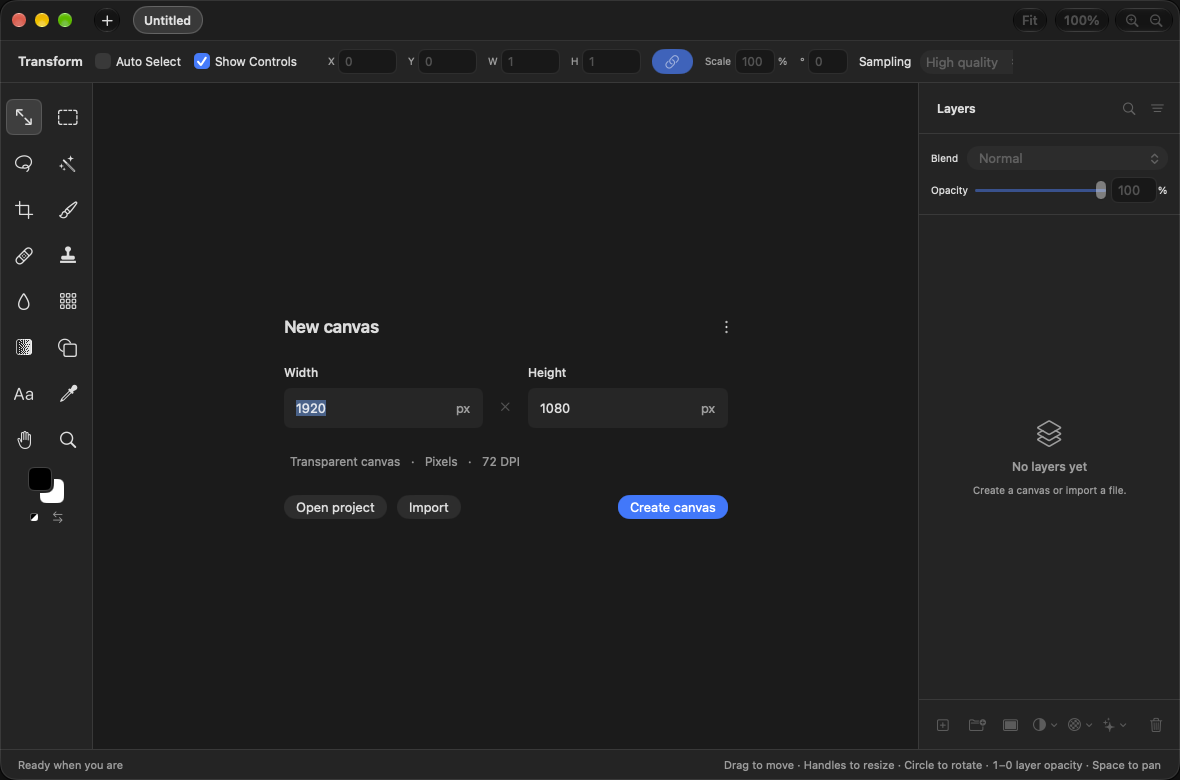 Untitled
Fit
100%
Transform
Auto Select
Show Controls
X 0
Y 0
W 1
H 1
Scale 100 %
° 0
Sampling High quality
Layers
Blend Normal
Opacity 100 %
New canvas
Width
Height
1920 px
1080 px
Transparent canvas · Pixels · 72 DPI
Open project
Import
Create canvas
Aa
No layers yet
Create a canvas or import a file.
Ready when you are
Drag to move · Handles to resize · Circle to rotate · 1–0 layer opacity · Space to pan